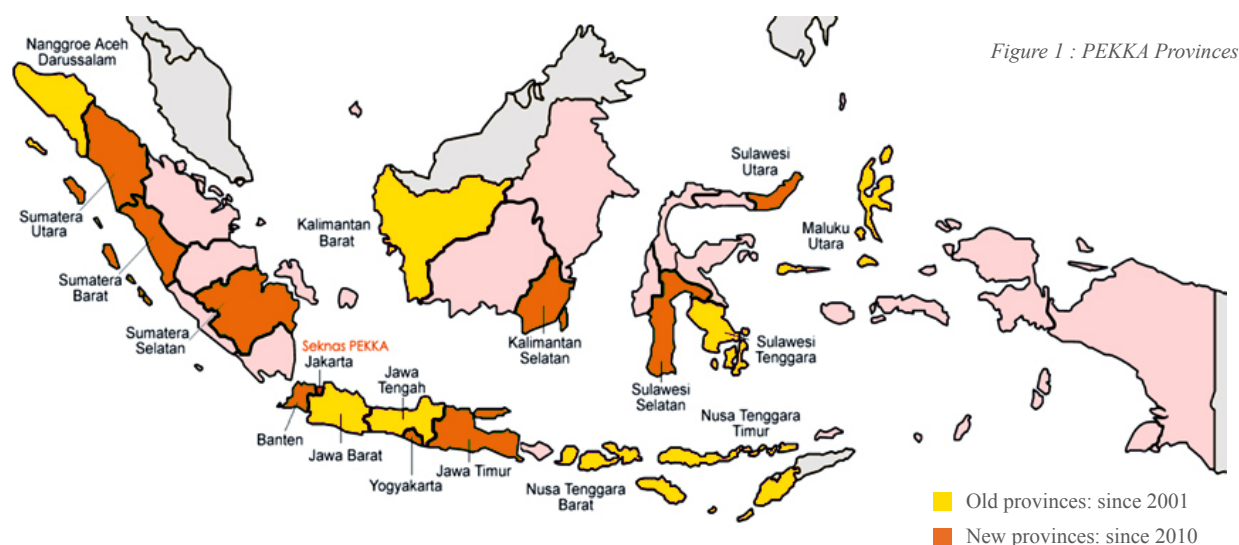 Figure 1 : PEKKA Provinces
Nanggroe Aceh
Darussalam
Sumatera
Utara
Sumatera
Barat
Sumatera
Selatan
Kalimantan
Barat
Kalimantan
Selatan
Sulawesi
Utara
Maluku
Utara
Sulawesi
Tenggara
Sulawesi
Selatan
Seknas PEKKA
Jakarta
Banten
Jawa Barat
Jawa
Tengah
Yogyakarta
Jawa Timur
Nusa Tenggara
Barat
Nusa Tenggara
Timur
Old provinces: since 2001
New provinces: since 2010